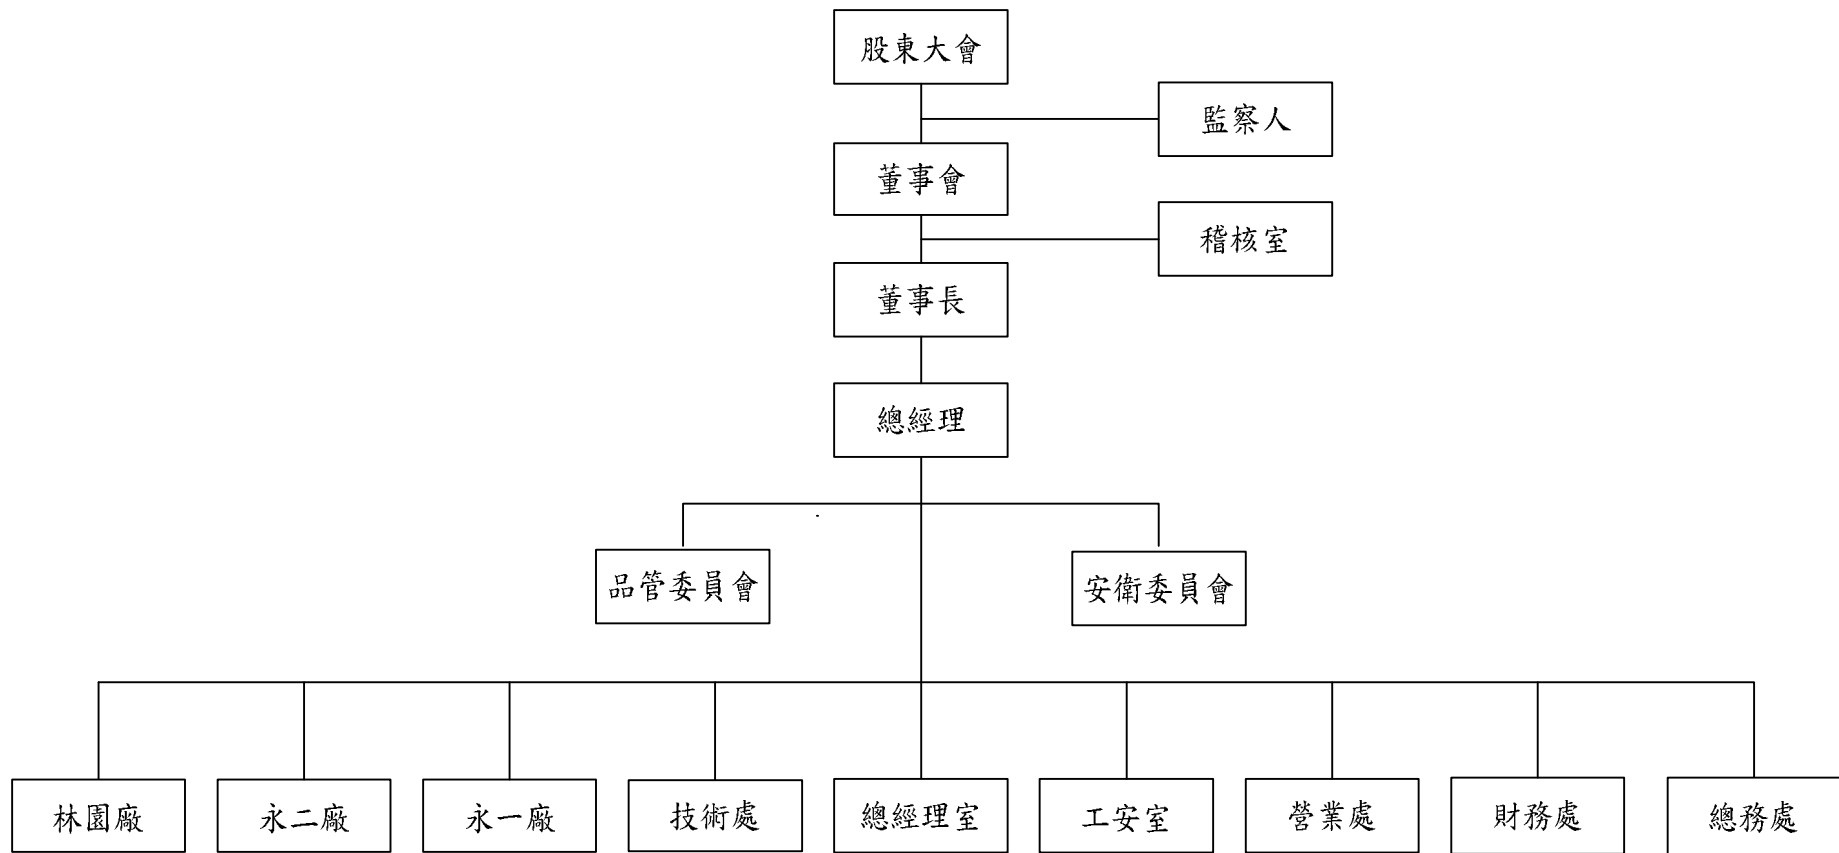 股東大會
監察人
董事會
稽核室
董事長
總經理
品管委員會
安衛委員會
林園廠
永二廠
永一廠
技術處
總經理室
工安室
營業處
財務處
總務處